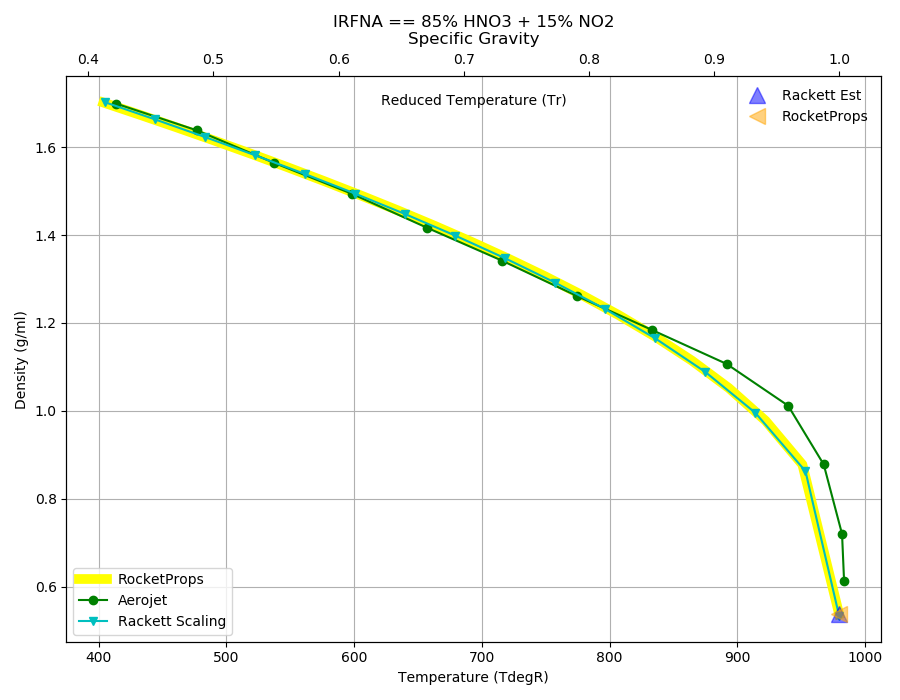 IRFNA == 85% HNO3 + 15% NO2
Specific Gravity
0.4 0.5 0.6 0.7 0.8 0.9 1.0
Reduced Temperature (Tr)
Rackett Est
RocketProps
1.6
1.4
1.2
1.0
0.8
0.6
Density (g/ml)
RocketProps
Aerojet
Rackett Scaling
400 500 600 700 800 900 1000
Temperature (TdegR)